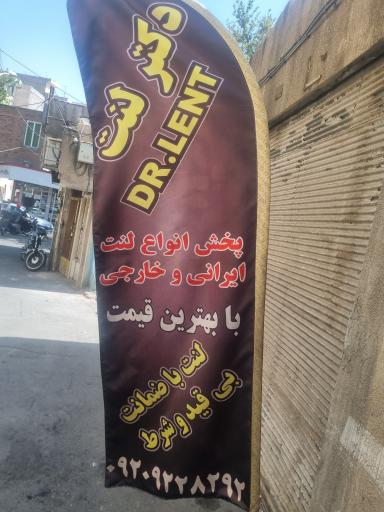 دکتر لنت
DR.LENT
پخش انواع لنت
ایرانی و خارجی
با بهترین قیمت
لنت با ضمانت
بی قید و شرط
۰۹۲۰۹۲۲۸۲۹۲